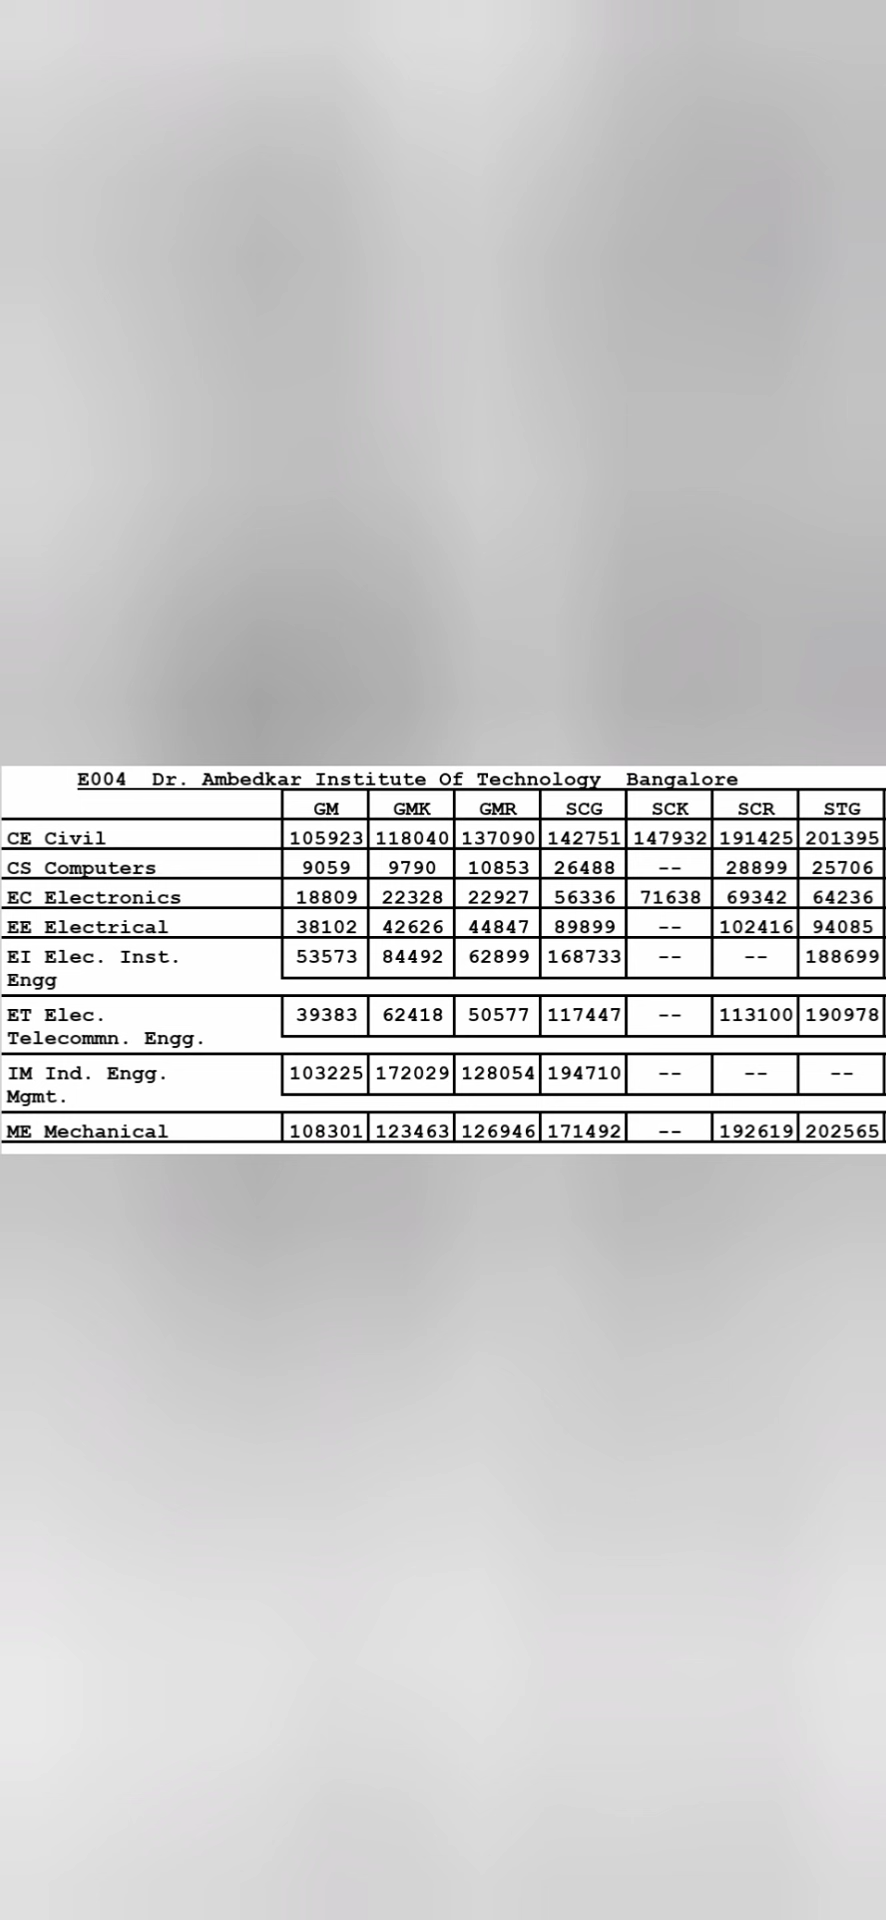 E004 Dr. Ambedkar Institute Of Technology Bangalore
GM GMK GMR SCG SCK SCR STG
CE Civil 105923 118040 137090 142751 147932 191425 201395
CS Computers 9059 9790 10853 26488 -- 28899 25706
EC Electronics 18809 22328 22927 56336 71638 69342 64236
EE Electrical 38102 42626 44847 89899 -- 102416 94085
EI Elec. Inst. 53573 84492 62899 168733 -- -- 188699
Engg
ET Elec. 39383 62418 50577 117447 -- 113100 190978
Telecommn. Engg.
IM Ind. Engg. 103225 172029 128054 194710 -- -- --
Mgmt.
ME Mechanical 108301 123463 126946 171492 -- 192619 202565